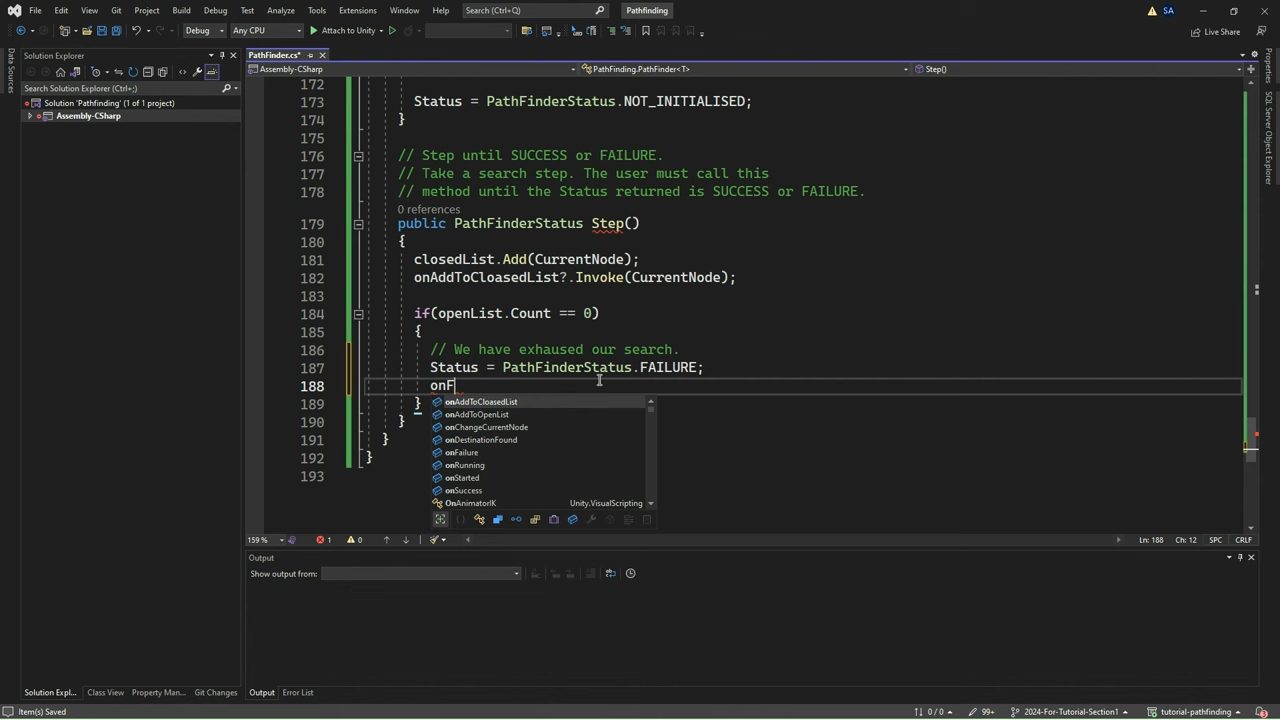 File Edit View Git Project Build Debug Test Analyze Tools Extensions Window Help Search (Ctrl+Q) Pathfinding SA
Debug Any CPU Attach to Unity Live Share
Data Sources
Solution Explorer
Search Solution Explorer (Ctrl+;)
Solution 'Pathfinding' (1 of 1 project)
Assembly-CSharp
PathFinder.cs*
Assembly-CSharp PathFinding.PathFinder<T> Step()
172
173 Status = PathFinderStatus.NOT_INITIALISED;
174 }
175
176 // Step until SUCCESS or FAILURE.
177 // Take a search step. The user must call this
178 // method until the Status returned is SUCCESS or FAILURE.
0 references
179 public PathFinderStatus Step()
180 {
181 closedList.Add(CurrentNode);
182 onAddToCloasedList?.Invoke(CurrentNode);
183
184 if(openList.Count == 0)
185 {
186 // We have exhaused our search.
187 Status = PathFinderStatus.FAILURE;
188 onF
189 }
190 }
191 }
192 }
193
onAddToCloasedList
onAddToOpenList
onChangeCurrentNode
onDestinationFound
onFailure
onRunning
onStarted
onSuccess
OnAnimatorIK Unity.VisualScripting
159 % 1 0 Ln: 188 Ch: 12 SPC CRLF
Output
Show output from:
Solution Expl... Class View Property Man... Git Changes Output Error List
Item(s) Saved 0 / 0 99+ 2024-For-Tutorial-Section1 tutorial-pathfinding 3
Properties
SQL Server Object Explorer